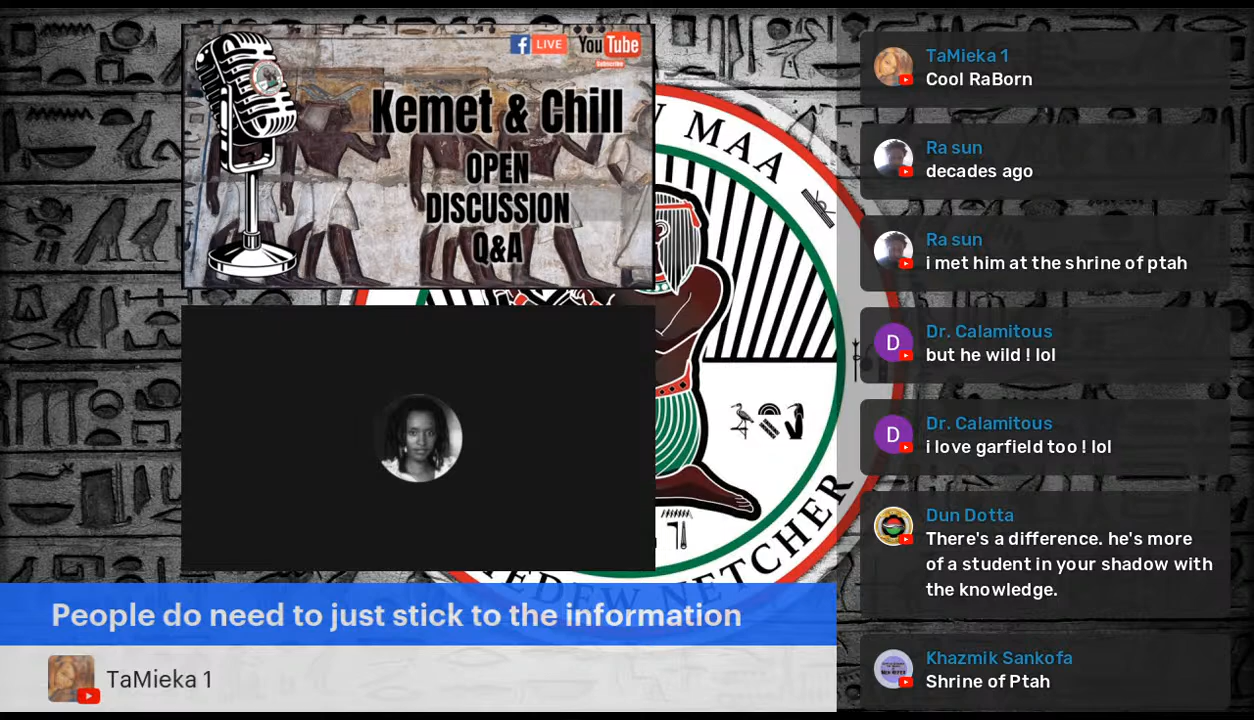 LIVE
YouTube
Subscribe
Kemet & Chill
OPEN
DISCUSSION
Q&A
MAA
NETCHER
People do need to just stick to the information
TaMieka 1
TaMieka 1
Cool RaBorn
Ra sun
decades ago
Ra sun
i met him at the shrine of ptah
D
Dr. Calamitous
but he wild ! lol
D
Dr. Calamitous
i love garfield too ! lol
Dun Dotta
There's a difference. he's more
of a student in your shadow with
the knowledge.
Khazmik Sankofa
Shrine of Ptah